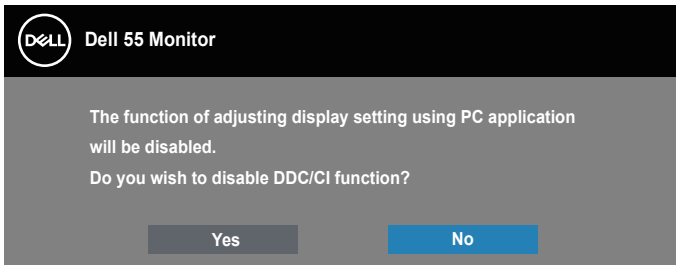 DELL
Dell 55 Monitor
The function of adjusting display setting using PC application
will be disabled.
Do you wish to disable DDC/CI function?
Yes
No